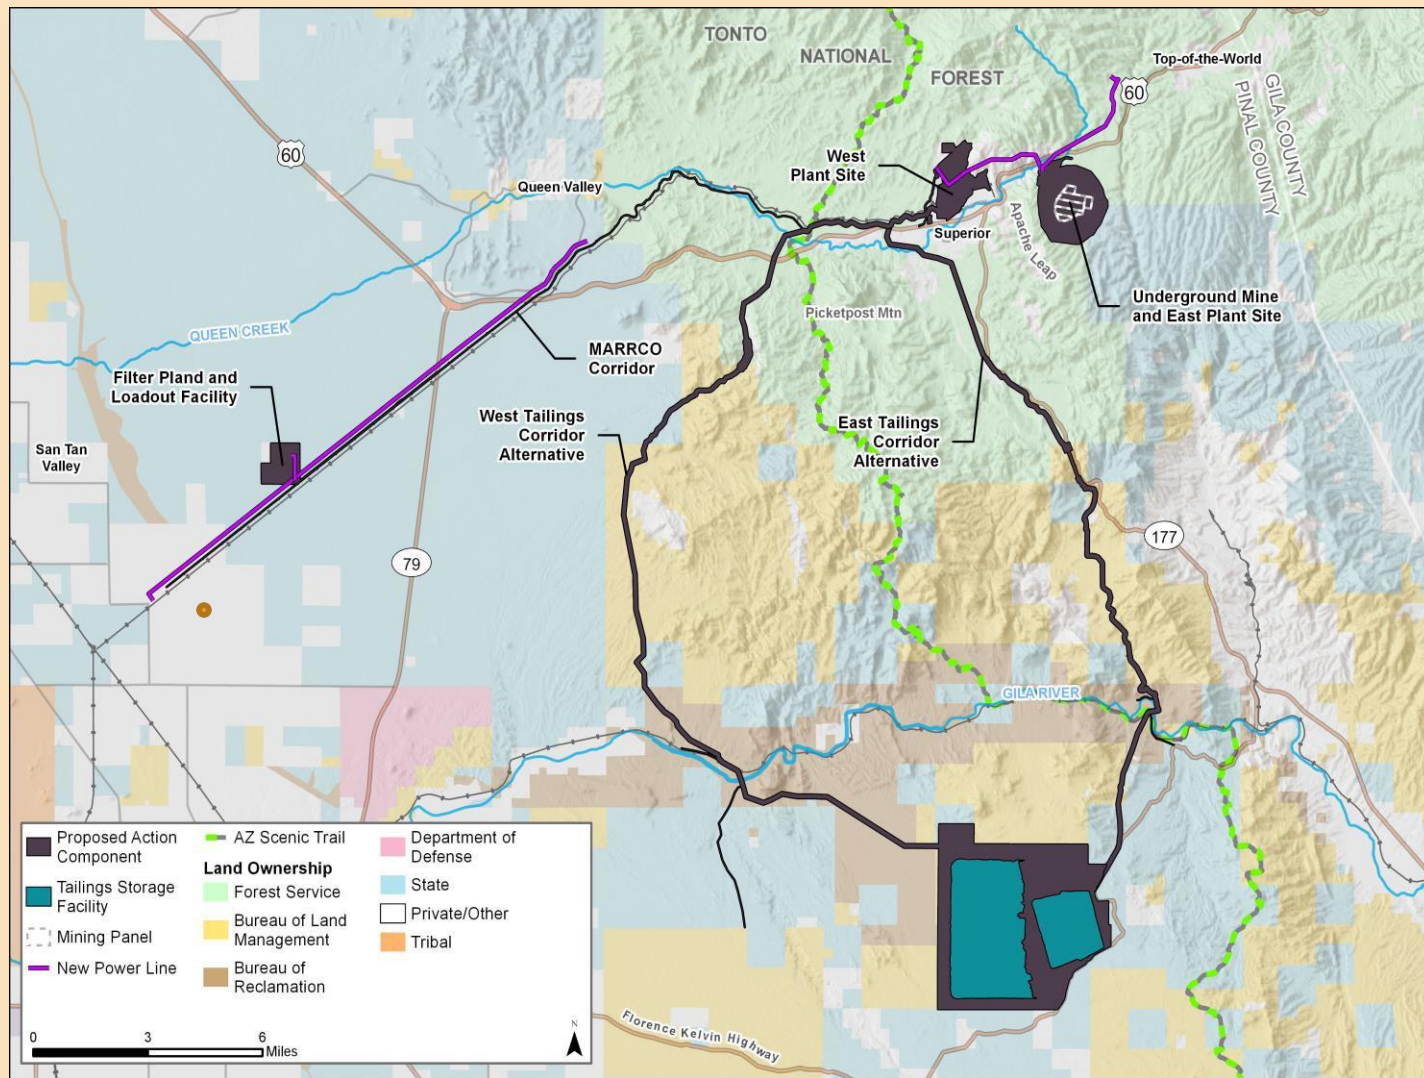 TONTO
NATIONAL
FOREST
Top-of-the-World
60
GILA COUNTY
PINAL COUNTY
60
West
Plant Site
Queen Valley
Superior
Apache Leap
Underground Mine
and East Plant Site
QUEEN CREEK
Picketpost Mtn
MARRCO
Corridor
Filter Pland and
Loadout Facility
West Tailings
Corridor
Alternative
East Tailings
Corridor
Alternative
San Tan
Valley
79
177
GILA RIVER
Proposed Action
Component
Tailings Storage
Facility
Mining Panel
New Power Line
AZ Scenic Trail
Land Ownership
Forest Service
Bureau of Land
Management
Bureau of
Reclamation
Department of
Defense
State
Private/Other
Tribal
0 3 6
Miles
N
Florence Kelvin Highway